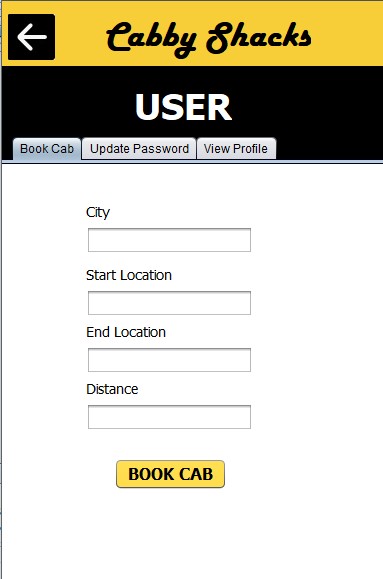 Cabby Shacks
USER
Book Cab Update Password View Profile
City
Start Location
End Location
Distance
BOOK CAB